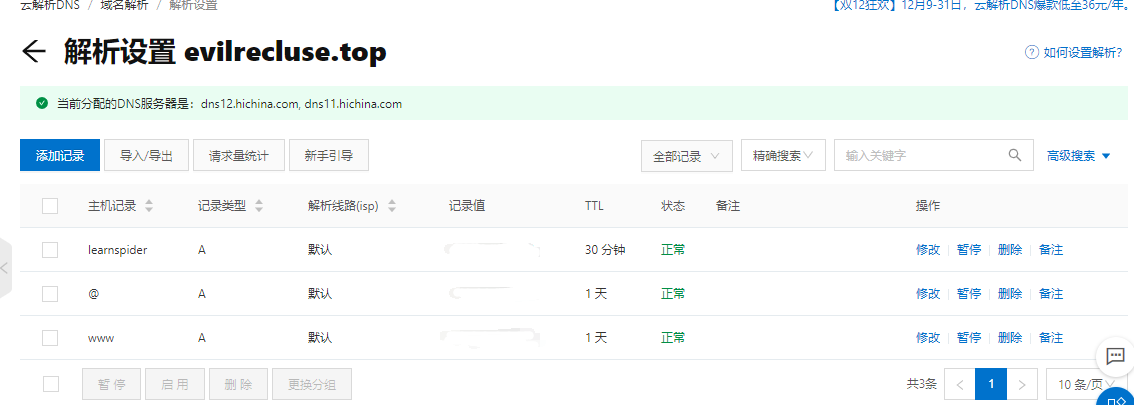 云解析DNS / 域名解析 / 解析设置 【双12狂欢】12月9-31日，云解析DNS爆款低至36元/年。
解析设置 evilrecluse.top 如何设置解析?
当前分配的DNS服务器是：dns12.hichina.com, dns11.hichina.com
添加记录 导入/导出 请求量统计 新手引导 全部记录 精确搜索 输入关键字 高级搜索
主机记录 记录类型 解析线路(isp) 记录值 TTL 状态 备注 操作
learnspider A 默认 30 分钟 正常 修改 暂停 删除 备注
@ A 默认 1 天 正常 修改 暂停 删除 备注
www A 默认 1 天 正常 修改 暂停 删除 备注
暂停 启用 删除 更换分组 共3条 1 10 条/页